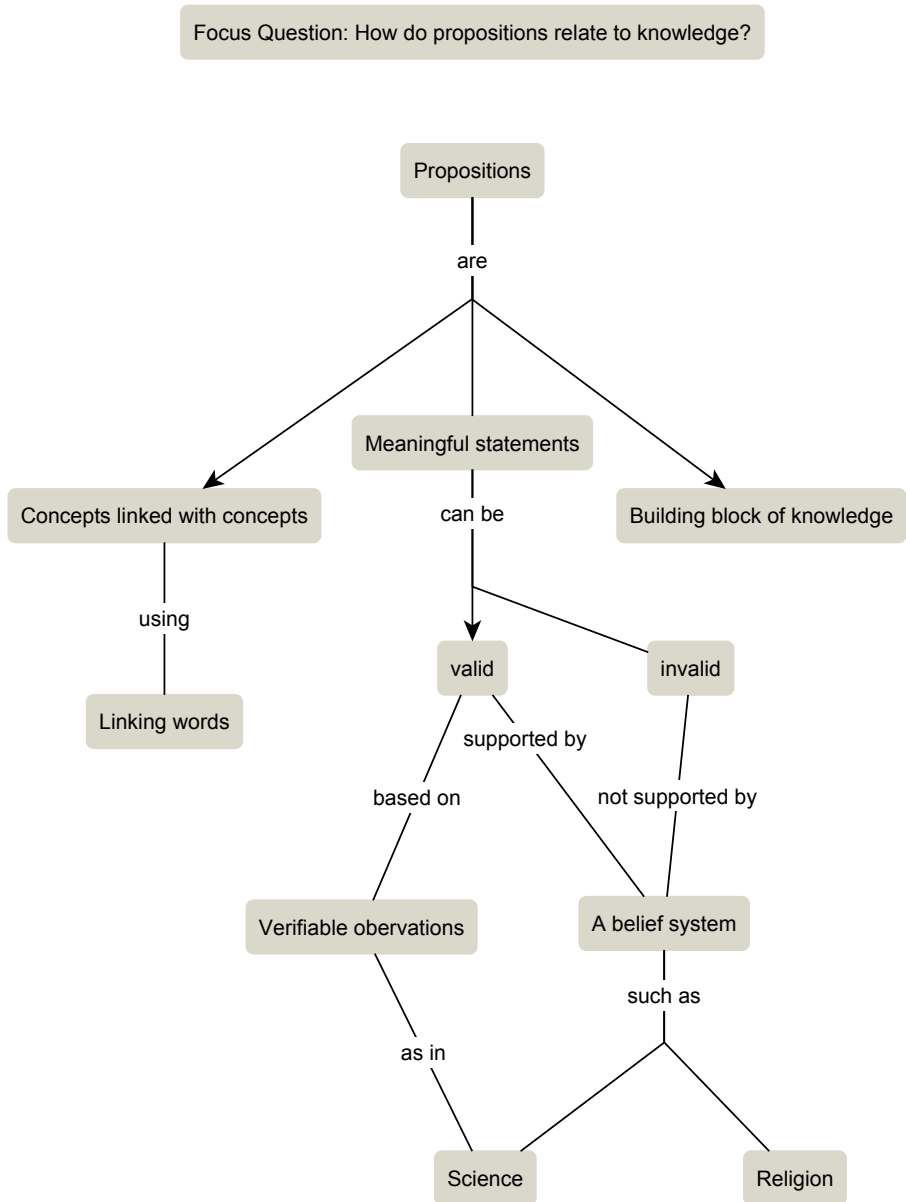 Focus Question: How do propositions relate to knowledge?
Propositions
are
Meaningful statements
Concepts linked with concepts
can be
Building block of knowledge
using
valid
invalid
Linking words
supported by
based on
not supported by
Verifiable obervations
A belief system
such as
as in
Science
Religion